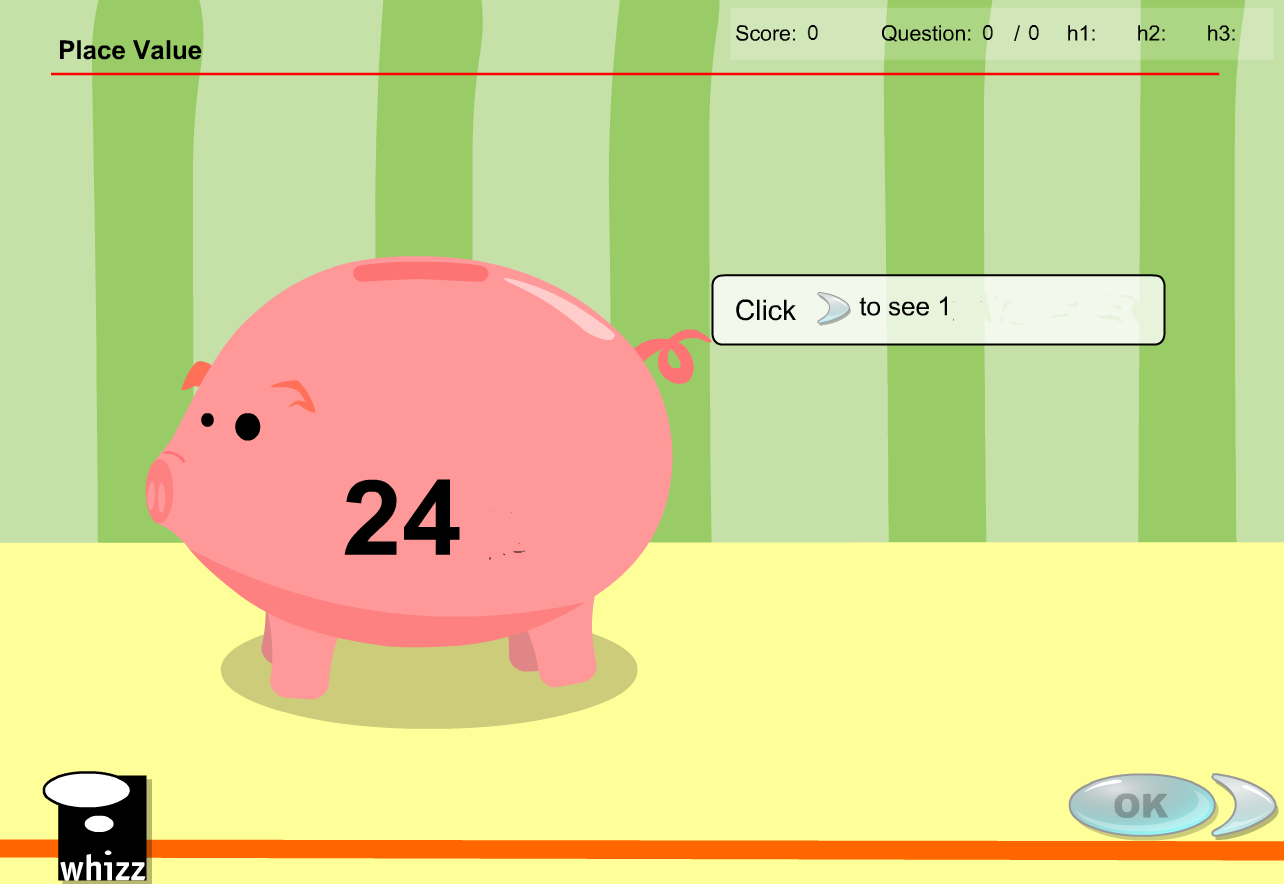 Place Value
Score: 0 Question: 0 / 0 h1: h2: h3:
Click to see 1
24
OK
whizz